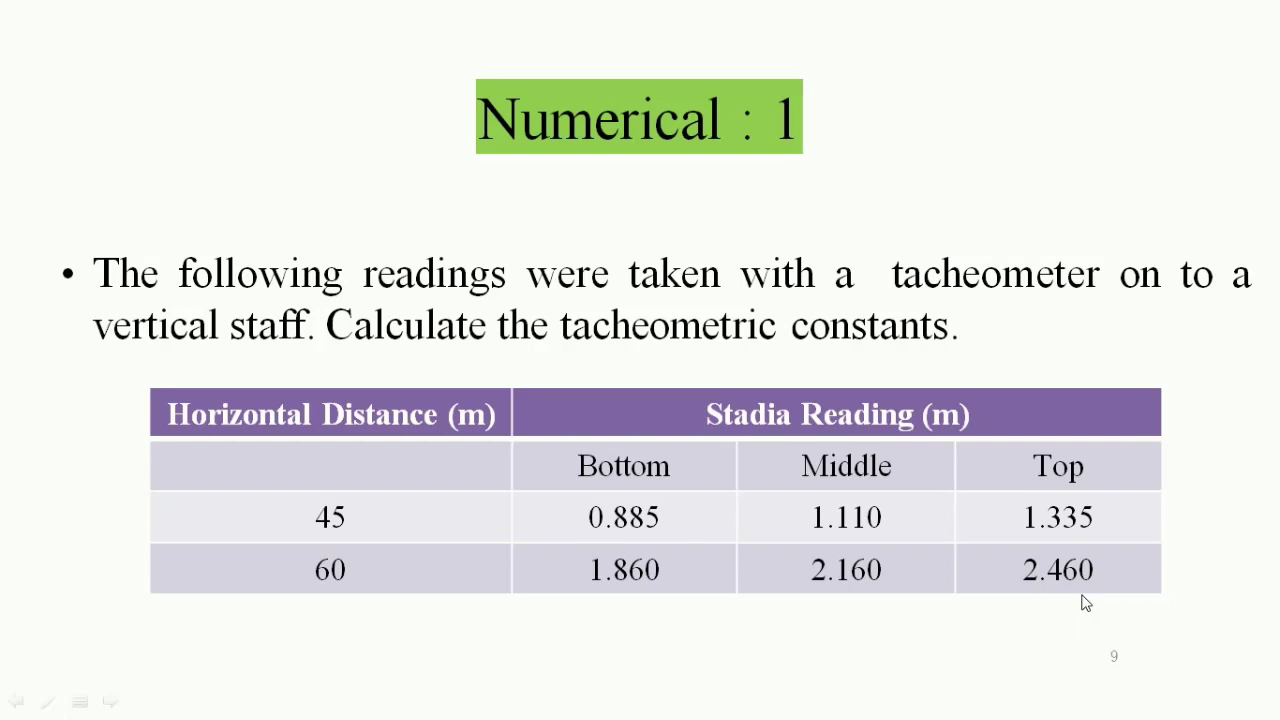 Numerical : 1
• The following readings were taken with a tacheometer on to a
vertical staff. Calculate the tacheometric constants.
Horizontal Distance (m) Stadia Reading (m)
Bottom Middle Top
45 0.885 1.110 1.335
60 1.860 2.160 2.460
9